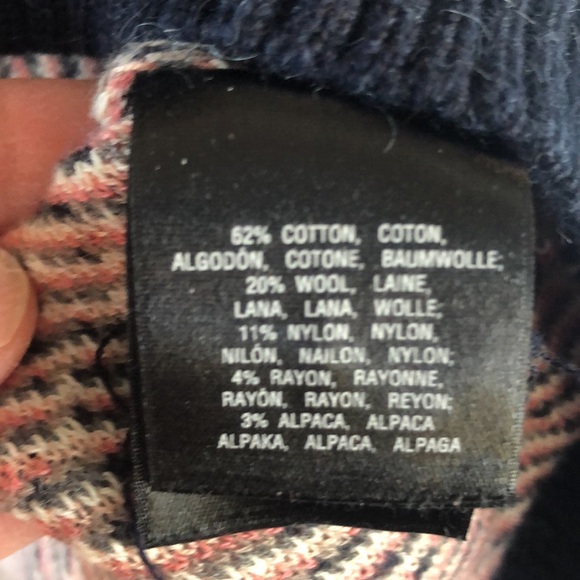 62% COTTON, COTON,
ALGODÓN, COTONE, BAUMWOLLE;
20% WOOL, LAINE,
LANA, LANA, WOLLE;
11% NYLON, NYLON,
NILÓN, NAILON, NYLON;
4% RAYON, RAYONNE,
RAYÓN, RAYON, REYON;
3% ALPACA, ALPACA
ALPAKA, ALPACA, ALPAGA